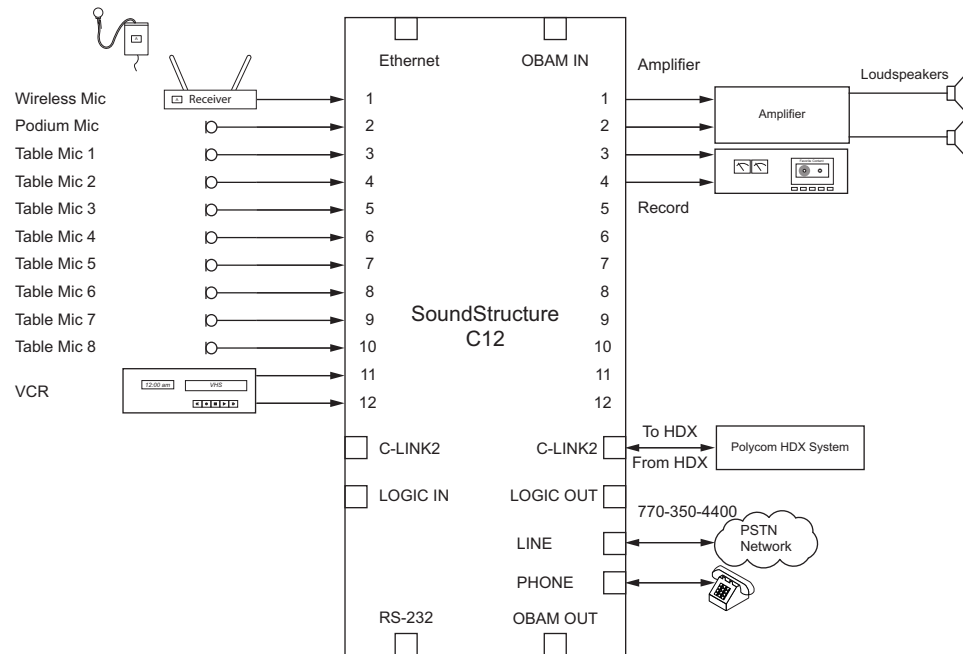 Ethernet OBAM IN
Amplifier
Loudspeakers
Wireless Mic
A
A Receiver
1 1
Amplifier
Podium Mic 2 2
Table Mic 1 3 3
Table Mic 2 4 4
Table Mic 3 5 5
Record
Table Mic 4 6 6
Table Mic 5 7 7
Table Mic 6 8 8
Table Mic 7 9 9
SoundStructure
C12
Table Mic 8 10 10
VCR
12:00 am VHS
11 11
12 12
C-LINK2 C-LINK2
To HDX
From HDX
Polycom HDX System
LOGIC IN LOGIC OUT
770-350-4400
LINE
PSTN
Network
PHONE
RS-232 OBAM OUT